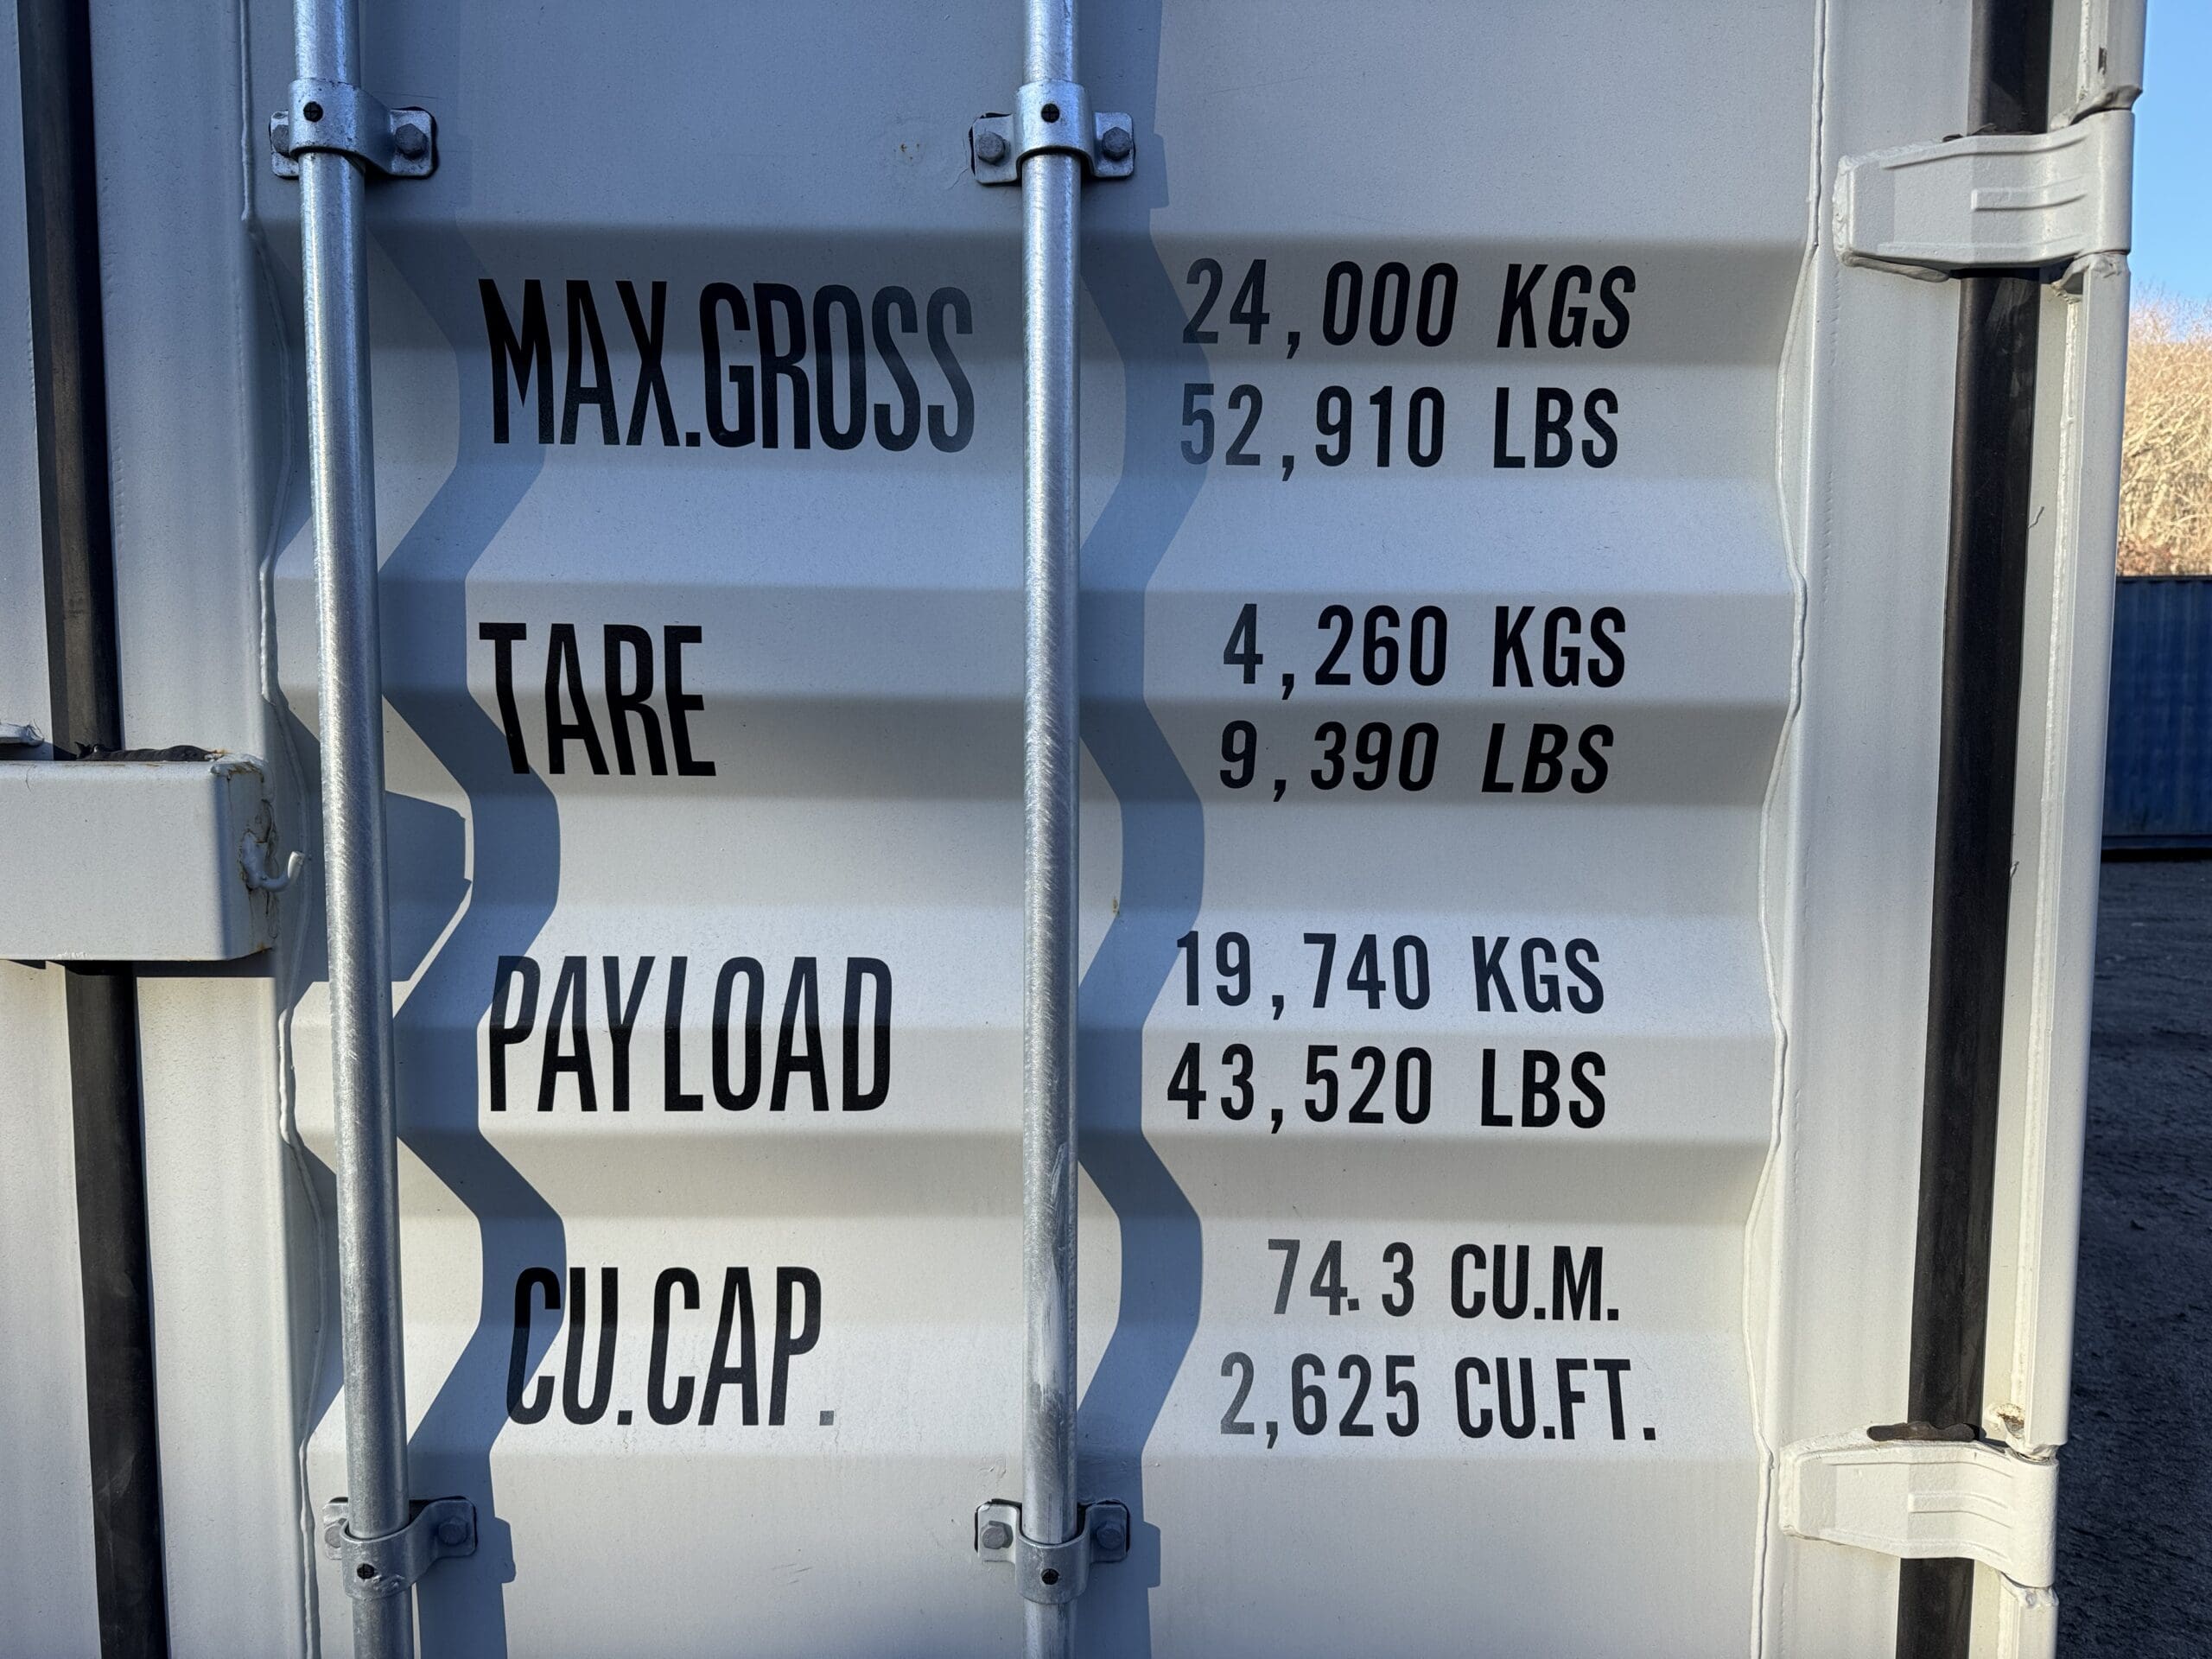 MAX.GROSS 24,000 KGS
52,910 LBS
TARE 4,260 KGS
9,390 LBS
PAYLOAD 19,740 KGS
43,520 LBS
CU.CAP. 74.3 CU.M.
2,625 CU.FT.